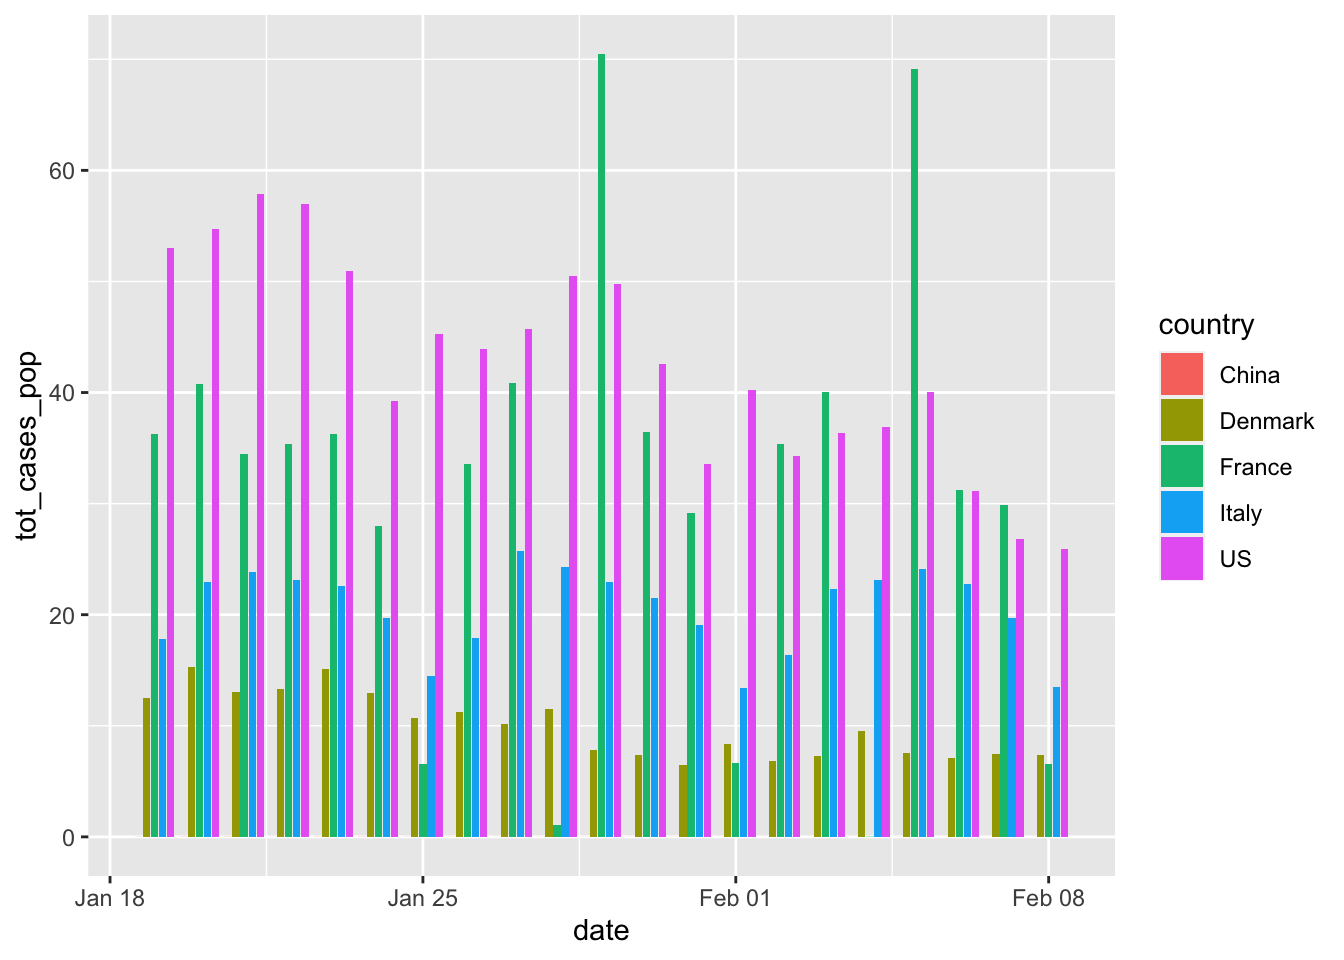 tot_cases_pop
60
40
20
0
Jan 18
Jan 25
Feb 01
Feb 08
date
country
China
Denmark
France
Italy
US